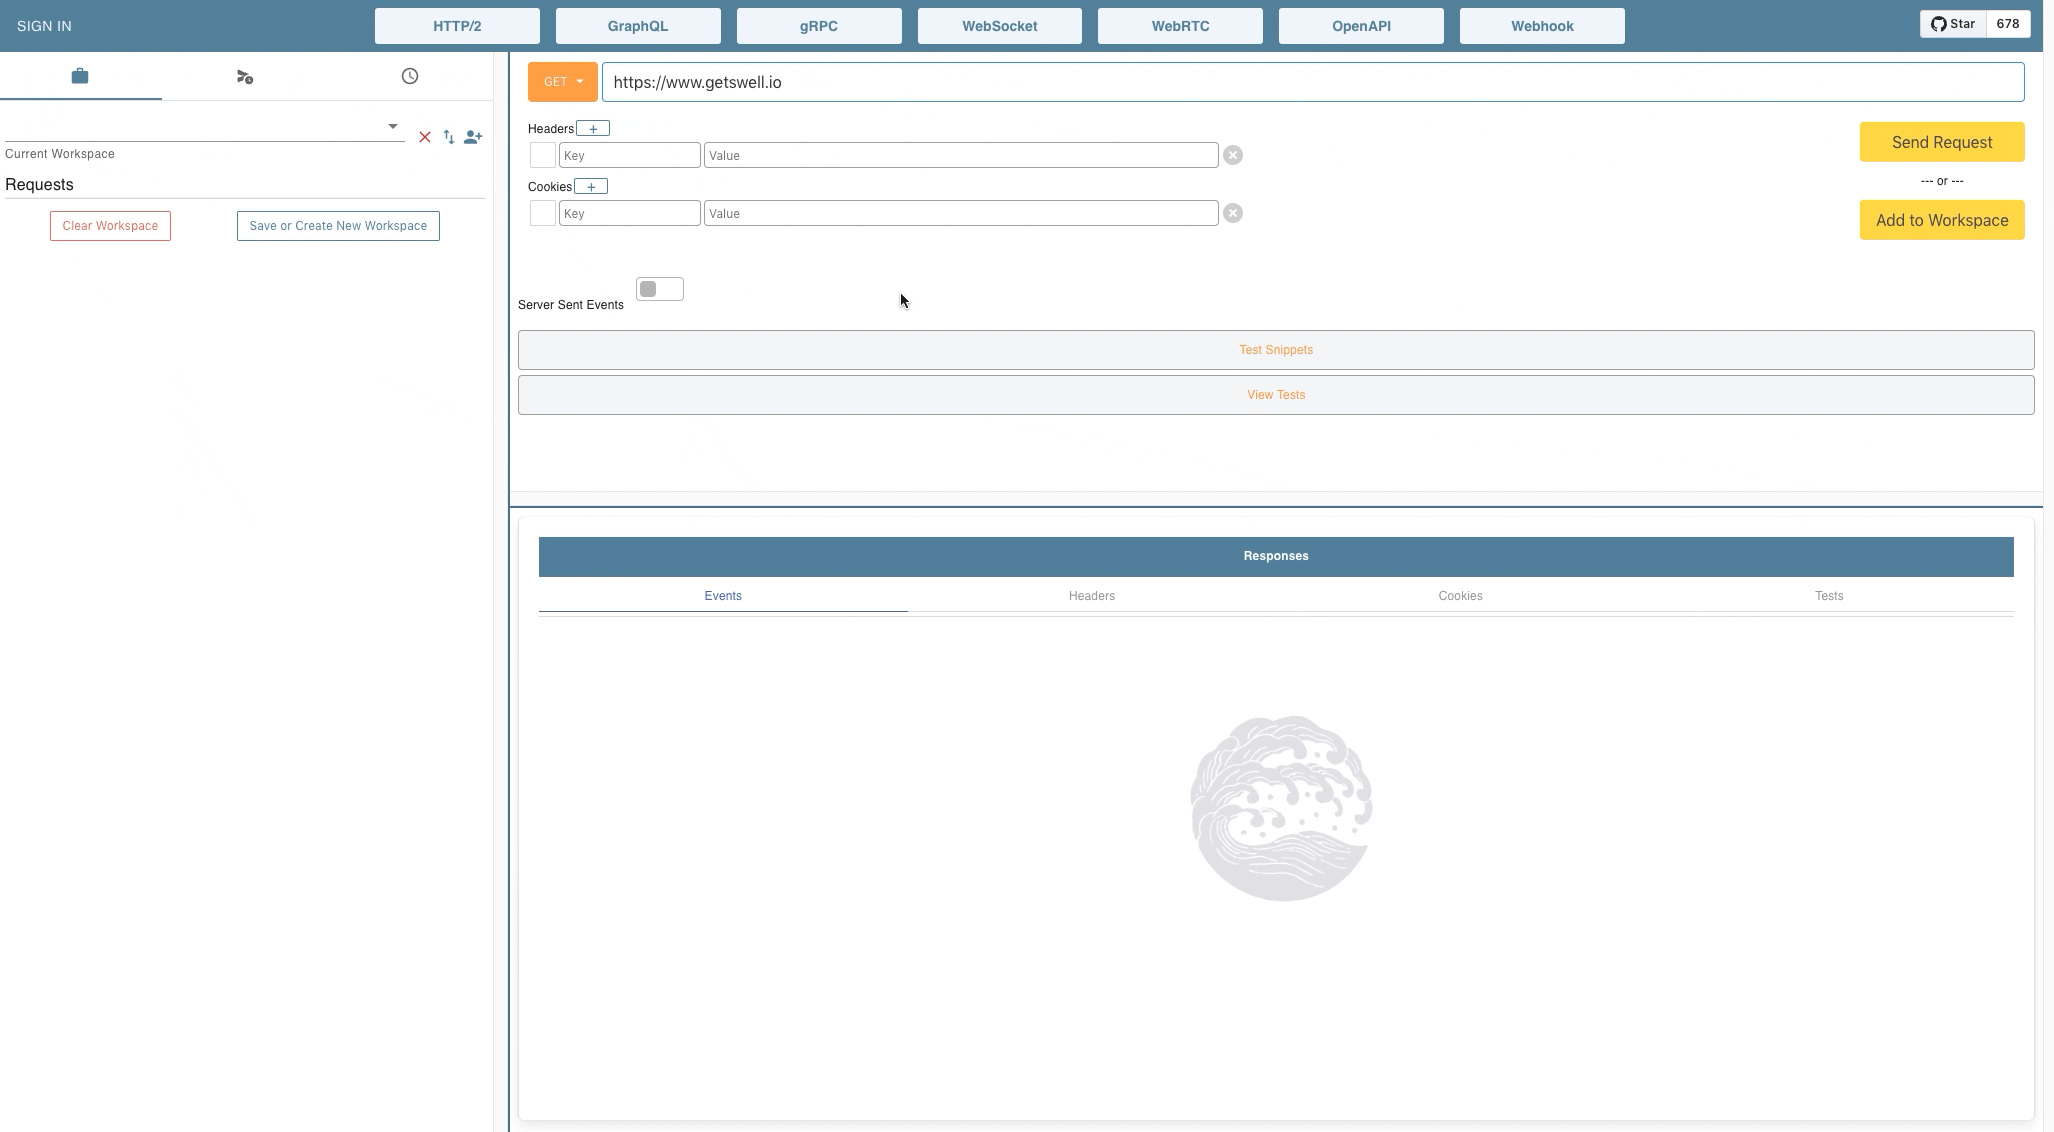 SIGN IN
HTTP/2
GraphQL
gRPC
WebSocket
WebRTC
OpenAPI
Webhook
Star
678
GET
https://www.getswell.io
Current Workspace
Requests
Clear Workspace
Save or Create New Workspace
Headers +
Key
Value
Cookies +
Key
Value
Send Request
--- or ---
Add to Workspace
Server Sent Events
Test Snippets
View Tests
Responses
Events
Headers
Cookies
Tests